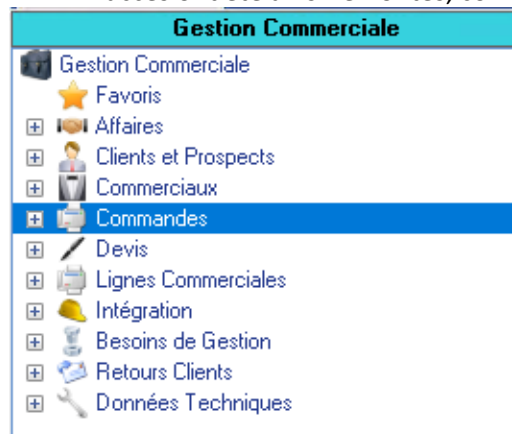 Gestion Commerciale
Gestion Commerciale
Favoris
Affaires
Clients et Prospects
Commerciaux
Commandes
Devis
Lignes Commerciales
Intégration
Besoins de Gestion
Retours Clients
Données Techniques